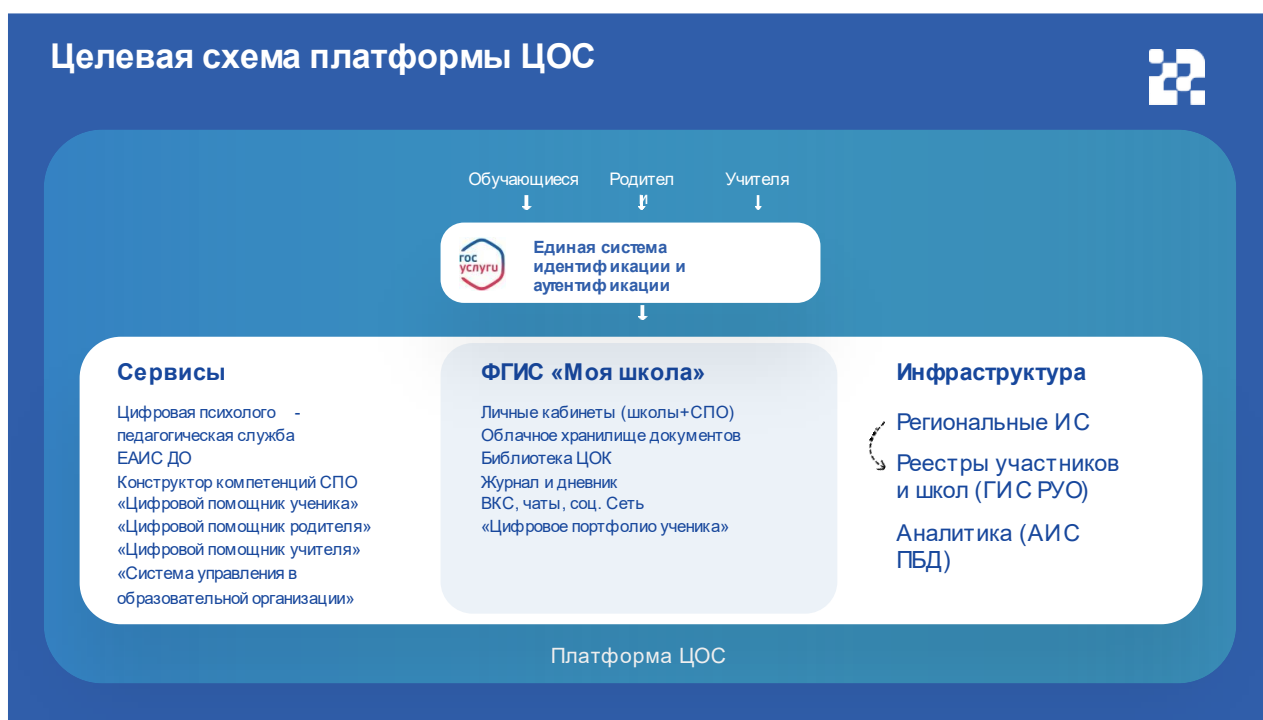 Целевая схема платформы ЦОС
Обучающиеся
Родители
Учителя
гос
услуги
Единая система
идентификации и
аутентификации
Сервисы
Цифровая психолого -
педагогическая служба
ЕАИС ДО
Конструктор компетенций СПО
«Цифровой помощник ученика»
«Цифровой помощник родителя»
«Цифровой помощник учителя»
«Система управления в
образовательной организации»
ФГИС «Моя школа»
Личные кабинеты (школы+СПО)
Облачное хранилище документов
Библиотека ЦОК
Журнал и дневник
ВКС, чаты, соц. Сеть
«Цифровое портфолио ученика»
Инфраструктура
Региональные ИС
Реестры участников
и школ (ГИС РУО)
Аналитика (АИС
ПБД)
Платформа ЦОС